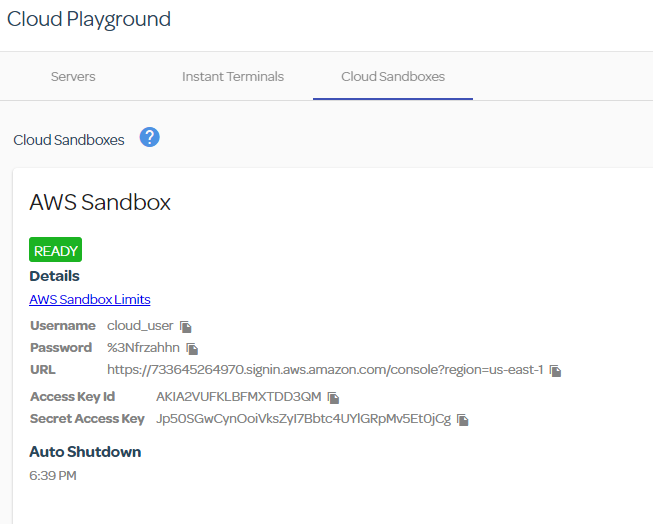 Cloud Playground
Servers Instant Terminals Cloud Sandboxes
Cloud Sandboxes ?
AWS Sandbox
READY
Details
AWS Sandbox Limits
Username cloud_user
Password %3Nfrzahhn
URL https://733645264970.signin.aws.amazon.com/console?region=us-east-1
Access Key Id AKIA2VUFKLBFMXTDD3QM
Secret Access Key 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
Auto Shutdown
6:39 PM